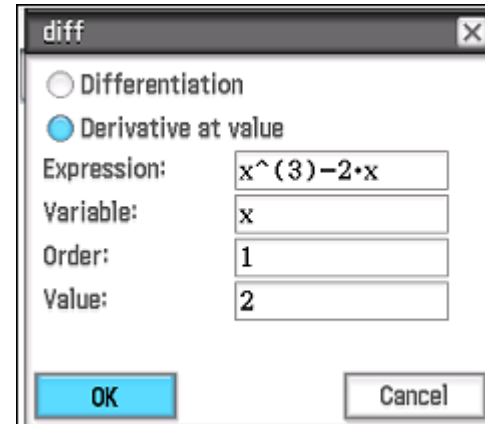 diff
Differentiation
Derivative at value
Expression: x^(3)−2·x
Variable: x
Order: 1
Value: 2
OK Cancel